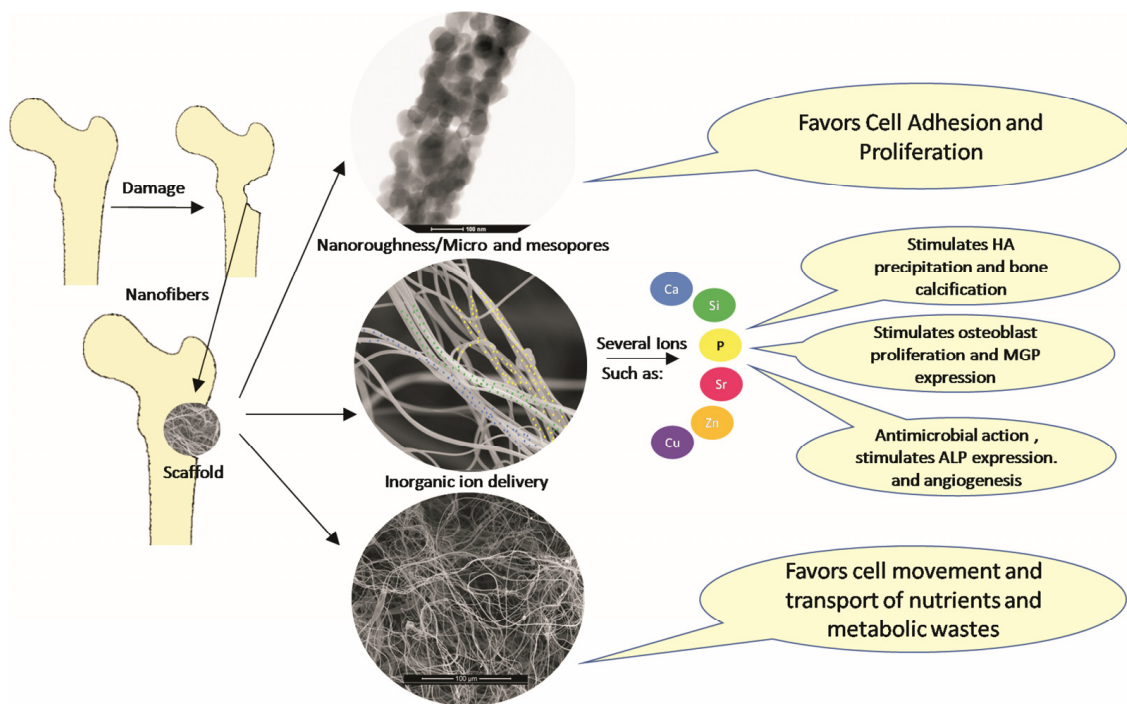 Damage
Nanofibers
Scaffold
100 nm
Nanoroughness/Micro and mesopores
Inorganic ion delivery
100 µm
Several Ions
Such as:
Ca
Si
P
Sr
Zn
Cu
Favors Cell Adhesion and
Proliferation
Stimulates HA
precipitation and bone
calcification
Stimulates osteoblast
proliferation and MGP
expression
Antimicrobial action ,
stimulates ALP expression.
and angiogenesis
Favors cell movement and
transport of nutrients and
metabolic wastes